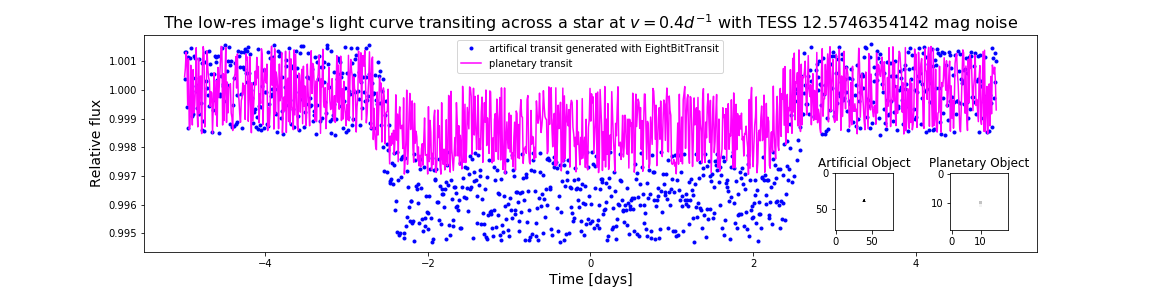 The low-res image's light curve transiting across a star at v = 0.4d⁻¹ with TESS 12.5746354142 mag noise
artifical transit generated with EightBitTransit
planetary transit
Relative flux
1.001
1.000
0.999
0.998
0.997
0.996
0.995
Artificial Object
0
50
0 50
Planetary Object
0
10
0 10
−4 −2 0 2 4
Time [days]